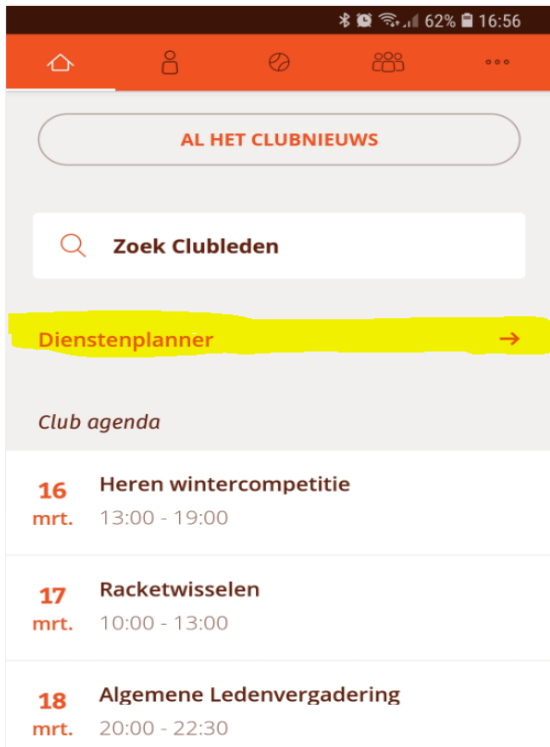 62% 16:56
AL HET CLUBNIEUWS
Zoek Clubleden
Dienstenplanner →
Club agenda
16 Heren wintercompetitie
mrt. 13:00 - 19:00
17 Racketwisselen
mrt. 10:00 - 13:00
18 Algemene Ledenvergadering
mrt. 20:00 - 22:30